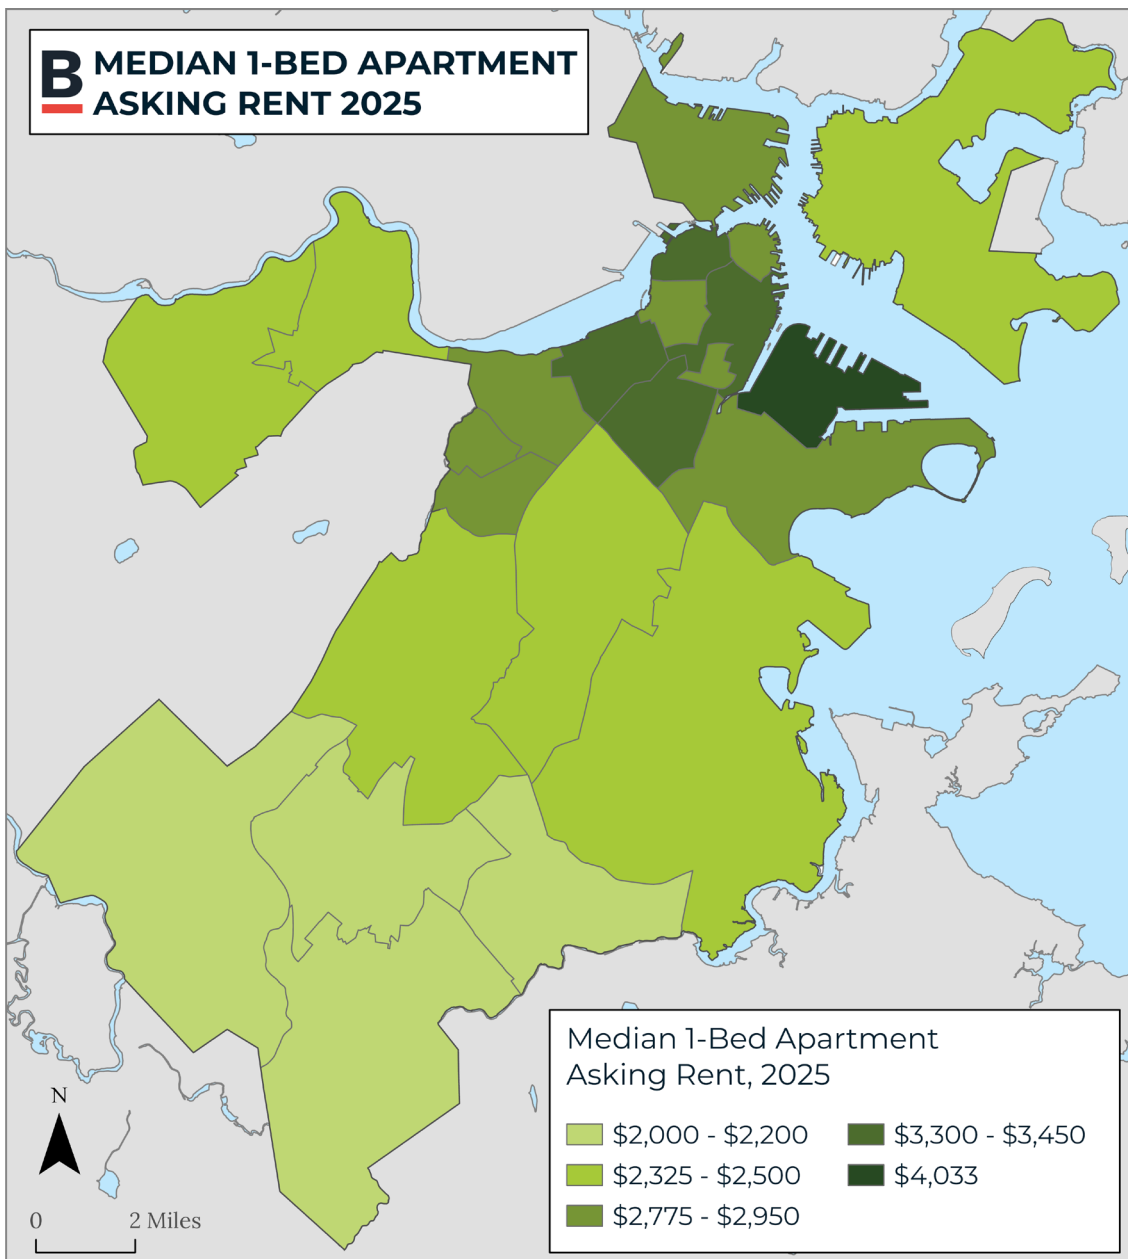 B MEDIAN 1-BED APARTMENT
ASKING RENT 2025
Median 1-Bed Apartment
Asking Rent, 2025
$2,000 - $2,200
$2,325 - $2,500
$2,775 - $2,950
$3,300 - $3,450
$4,033
N
0 2 Miles